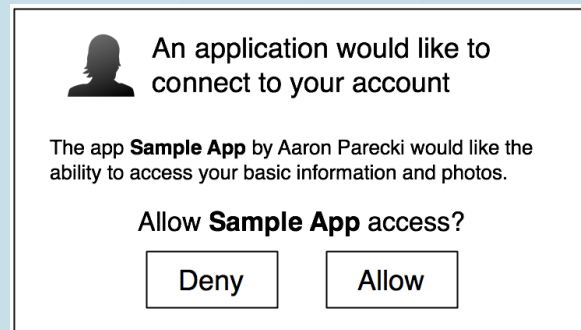 An application would like to
connect to your account
The app Sample App by Aaron Parecki would like the
ability to access your basic information and photos.
Allow Sample App access?
Deny
Allow